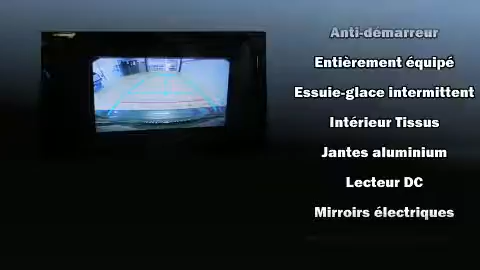 Anti-démarreur
Entièrement équipé
Essuie-glace intermittent
Intérieur Tissus
Jantes aluminium
Lecteur DC
Mirroirs électriques